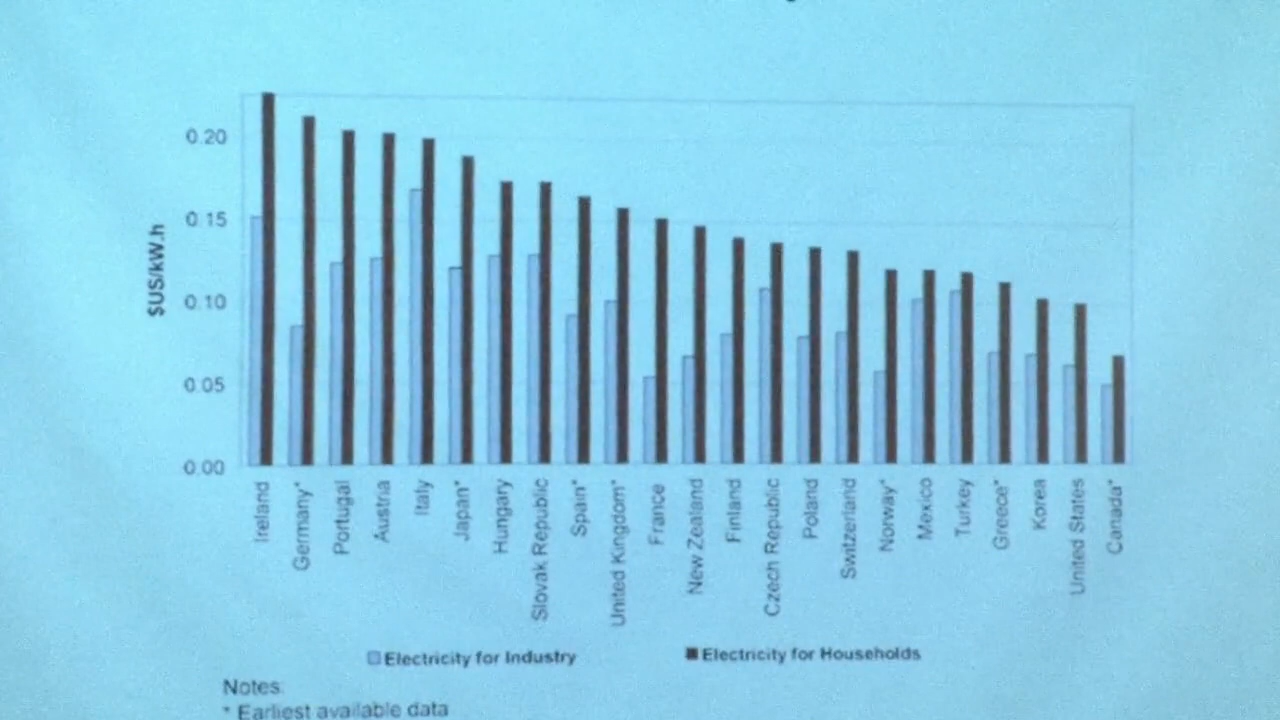 $US/kW.h
0.20
0.15
0.10
0.05
0.00
Ireland
Germany*
Portugal
Austria
Italy
Japan*
Hungary
Slovak Republic
Spain*
United Kingdom*
France
New Zealand
Finland
Czech Republic
Poland
Switzerland
Norway*
Mexico
Turkey
Greece*
Korea
United States
Canada*
Electricity for Industry
Electricity for Households
Notes:
* Earliest available data